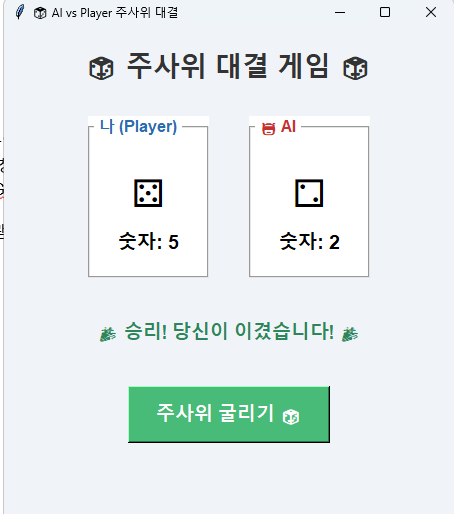 AI vs Player 주사위 대결
주사위 대결 게임
나 (Player)
AI
숫자: 5
숫자: 2
승리! 당신이 이겼습니다!
주사위 굴리기